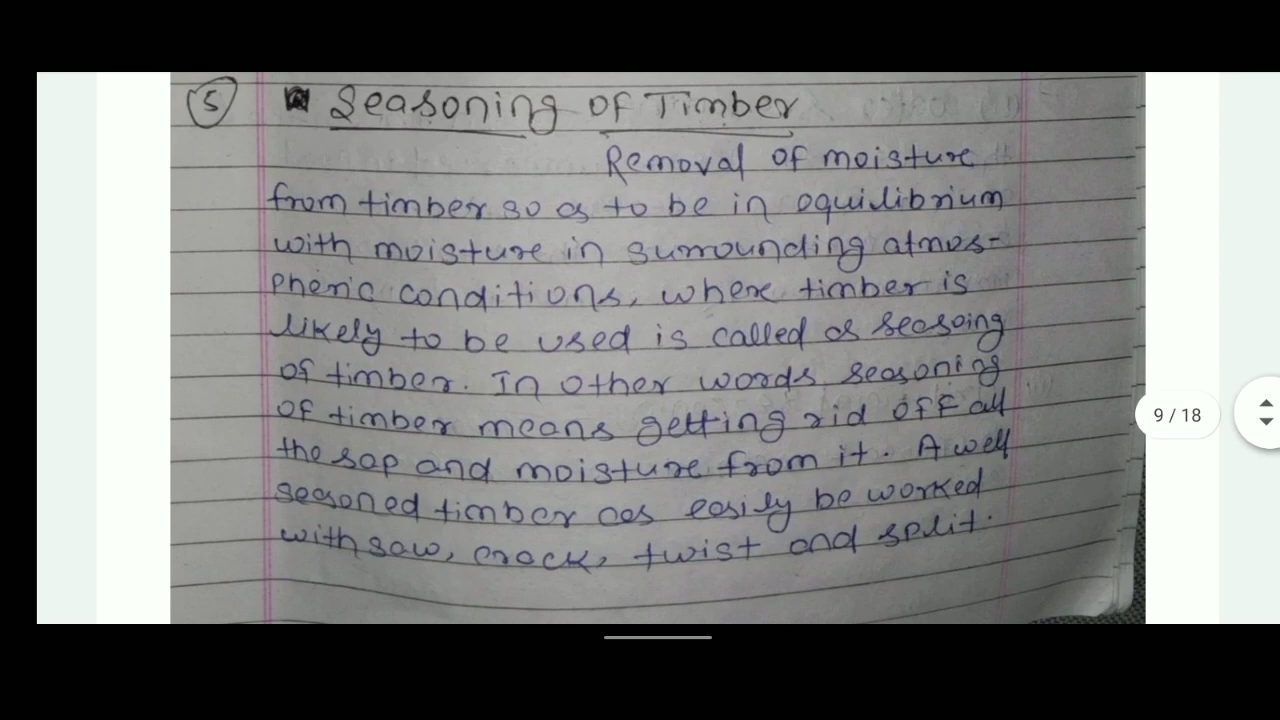 5 Seasoning of Timber
Removal of moisture
from timber so as to be in equilibrium
with moisture in surrounding atmos-
pheric conditions, where timber is
likely to be used is called as seasoing
of timber. In other words seasoning
of timber means getting rid off all
the sap and moisture from it. A well
seasoned timber cas easily be worked
with saw, crack, twist and split.
9 / 18